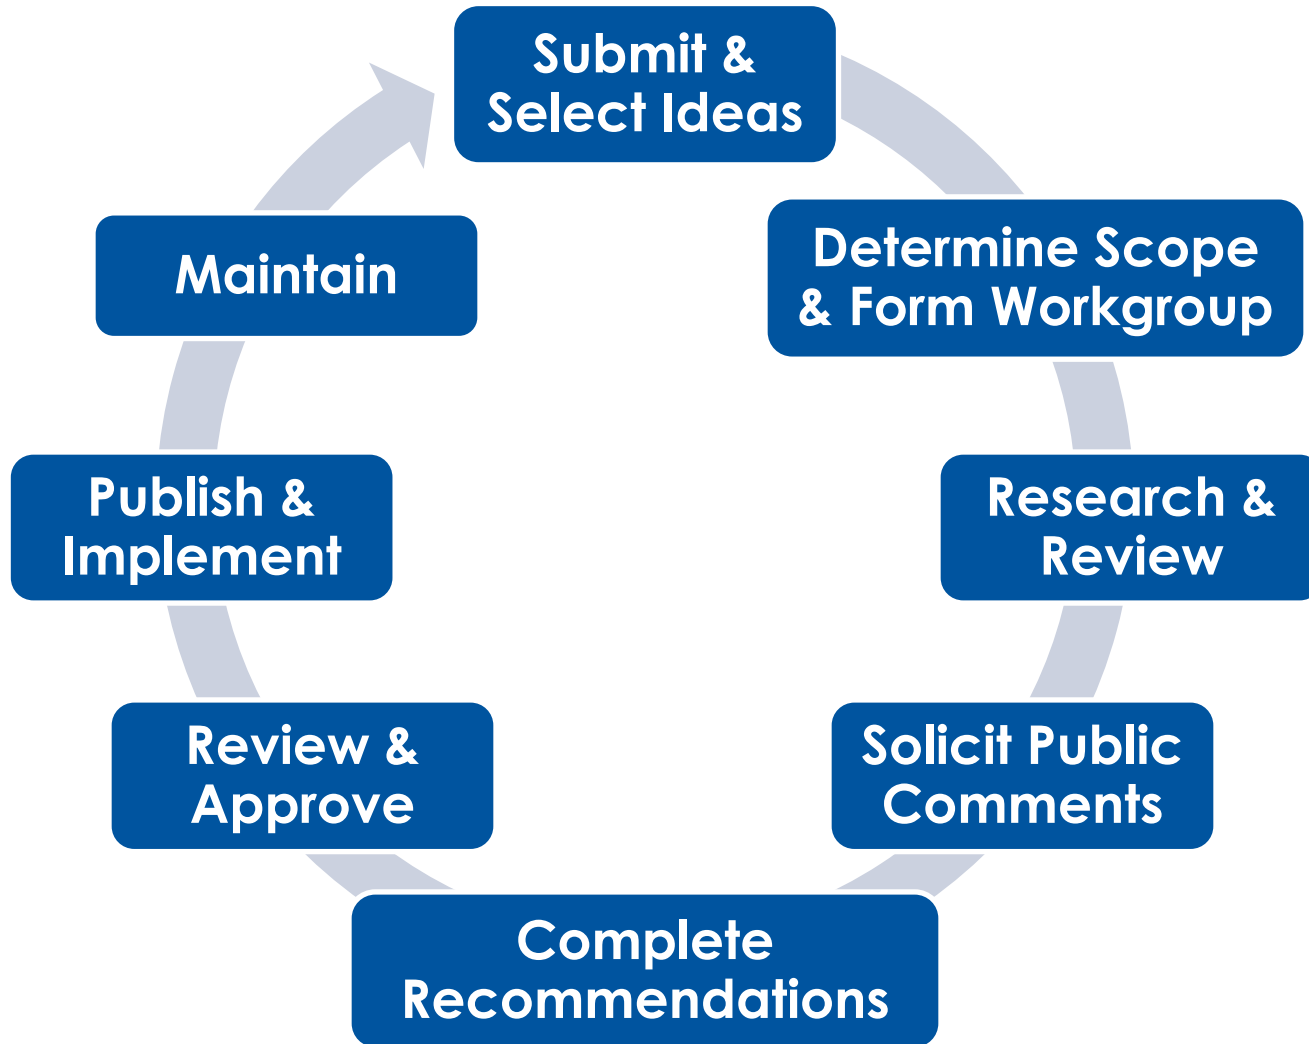 Submit &
Select Ideas
Determine Scope
& Form Workgroup
Research &
Review
Solicit Public
Comments
Complete
Recommendations
Review &
Approve
Publish &
Implement
Maintain